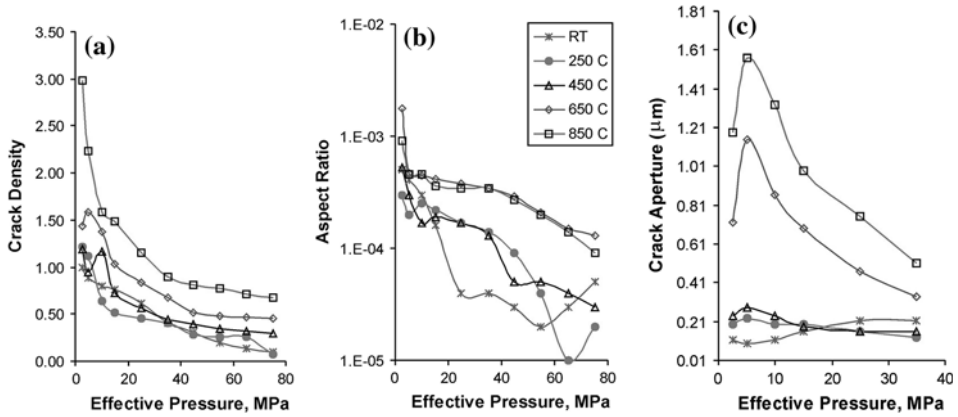 (a)
Crack Density
3.50
3.00
2.50
2.00
1.50
1.00
0.50
0.00
0 20 40 60 80
Effective Pressure, MPa
(b)
Aspect Ratio
1.E-02
1.E-03
1.E-04
1.E-05
0 20 40 60 80
Effective Pressure, MPa
RT
250 C
450 C
650 C
850 C
(c)
Crack Aperture (μm)
1.81
1.61
1.41
1.21
1.01
0.81
0.61
0.41
0.21
0.01
0 10 20 30 40
Effective Pressure, MPa